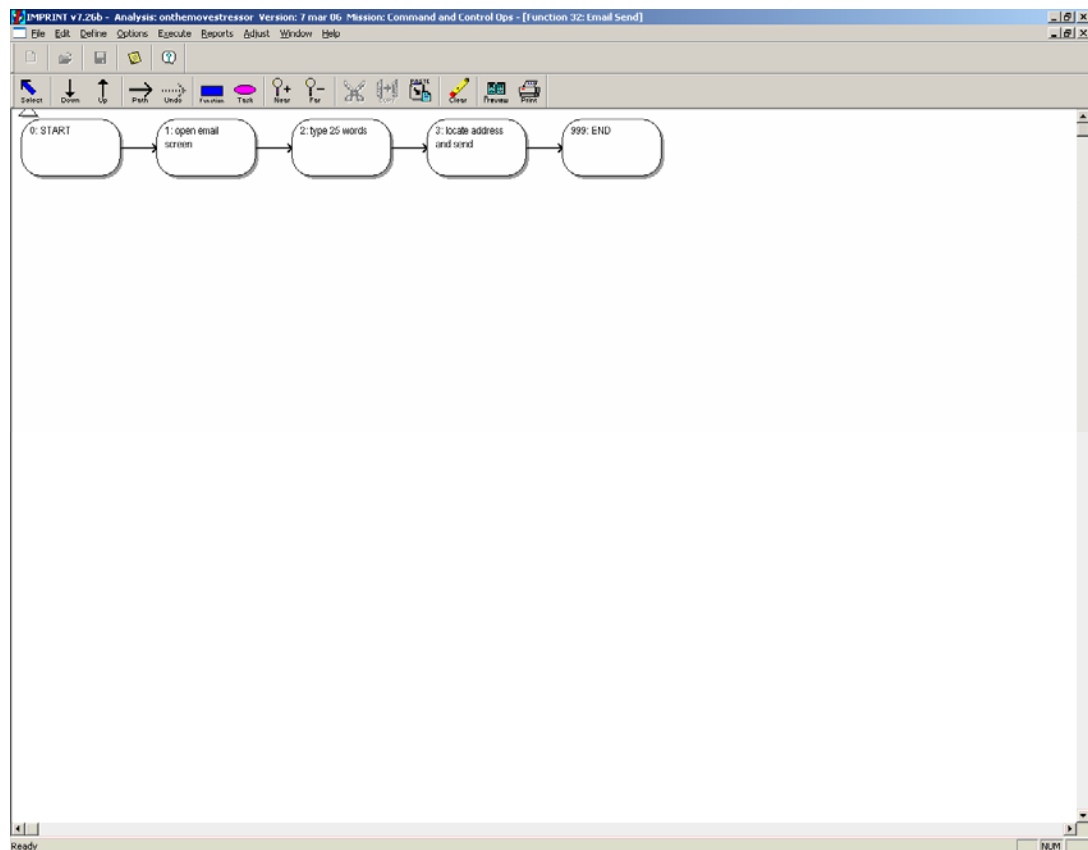 IMPRINT v7.26b - Analysis: onthemovestressor Version: 7 mar 06 Mission: Command and Control Ops - [Function 32: Email Send]
File Edit Define Options Execute Reports Adjust Window Help
PASTE
Select Down Up Path Undo Function Task Near Far COPY Clear Preview Print
0: START
1: open email
screen
2: type 25 words
3: locate address
and send
999: END
Ready NUM